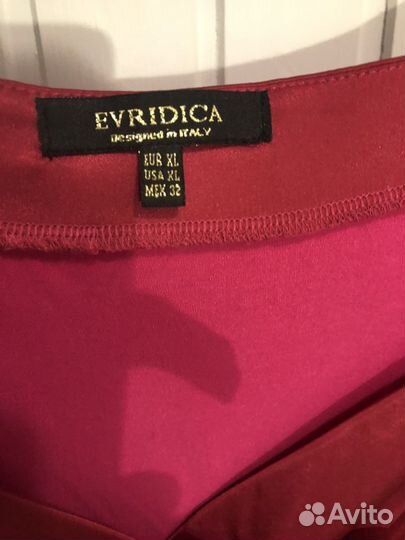 EVRIDICA
Designed in ITALY
EUR XL
USA XL
MEX 32
Avito